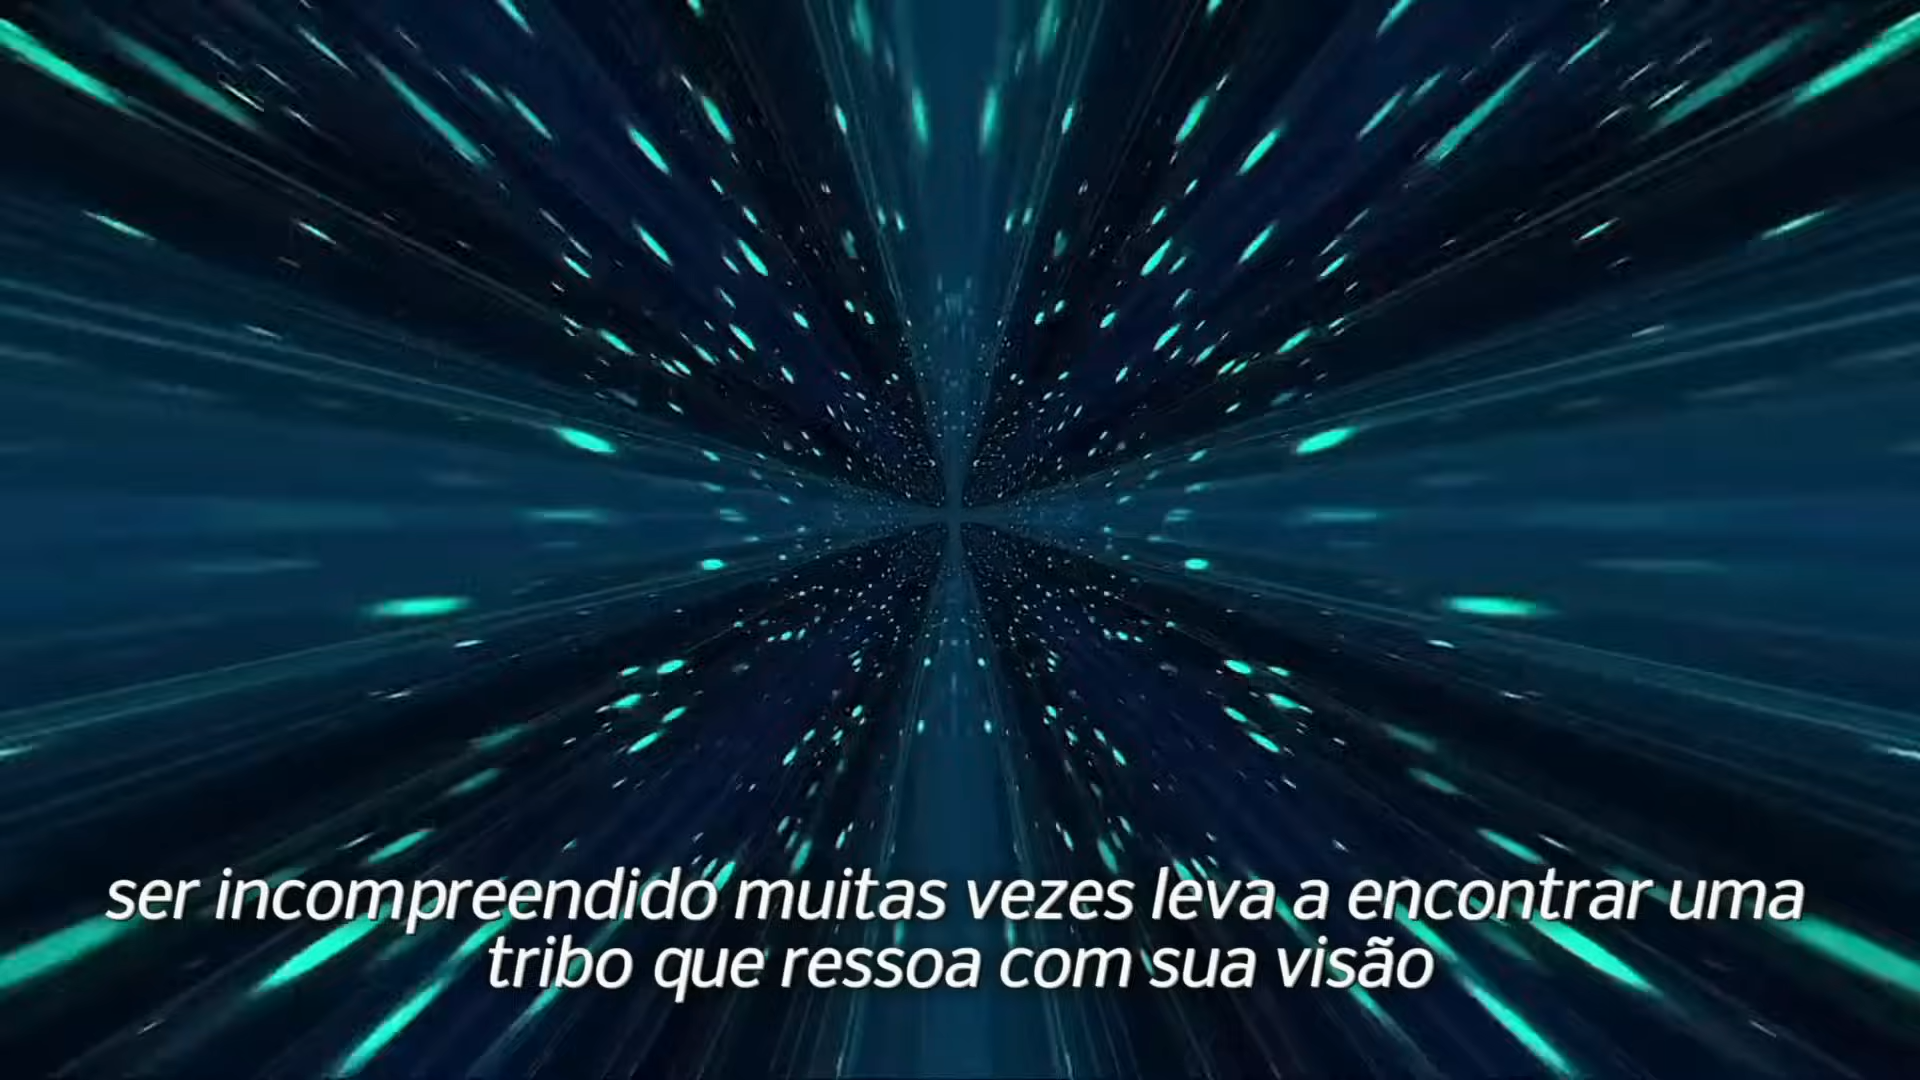 ser incompreendido muitas vezes leva a encontrar uma
tribo que ressoa com sua visão